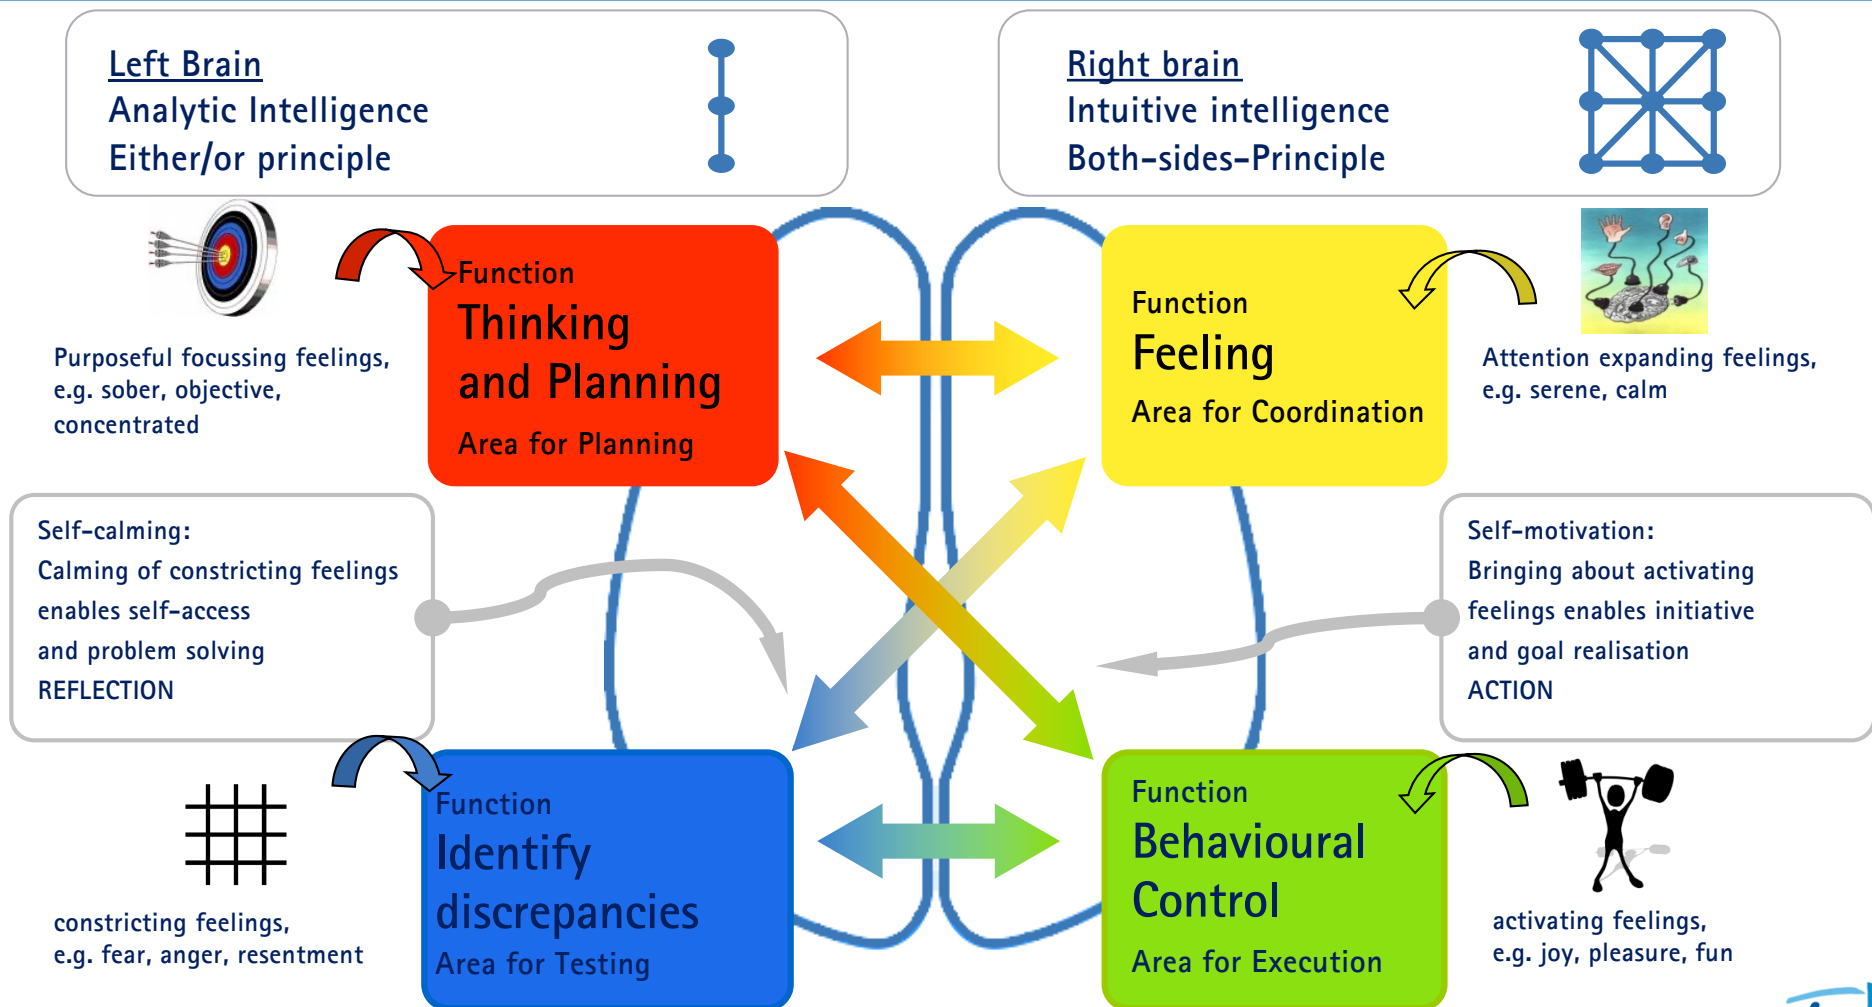 Left Brain
Analytic Intelligence
Either/or principle
Right brain
Intuitive intelligence
Both-sides-Principle
Purposeful focussing feelings,
e.g. sober, objective,
concentrated
Function
Thinking
and Planning
Area for Planning
Function
Feeling
Area for Coordination
Attention expanding feelings,
e.g. serene, calm
Self-calming:
Calming of constricting feelings
enables self-access
and problem solving
REFLECTION
Self-motivation:
Bringing about activating
feelings enables initiative
and goal realisation
ACTION
constricting feelings,
e.g. fear, anger, resentment
Function
Identify
discrepancies
Area for Testing
Function
Behavioural
Control
Area for Execution
activating feelings,
e.g. joy, pleasure, fun